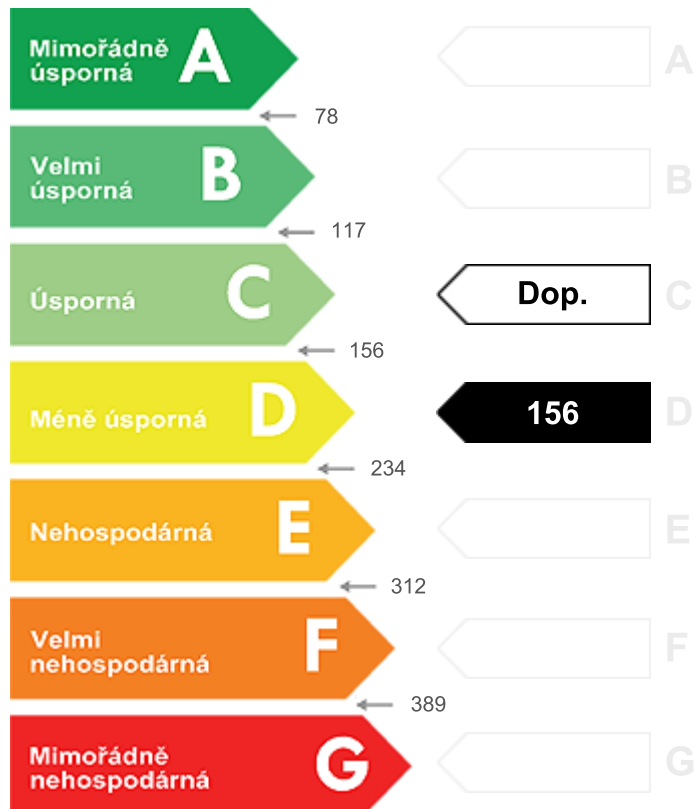 Mimořádně
úsporná
A
A
78
Velmi
úsporná
B
B
117
Úsporná
C
Dop.
C
156
Méně úsporná
D
156
D
234
Nehospodárná
E
E
312
Velmi
nehospodárná
F
F
389
Mimořádně
nehospodárná
G
G